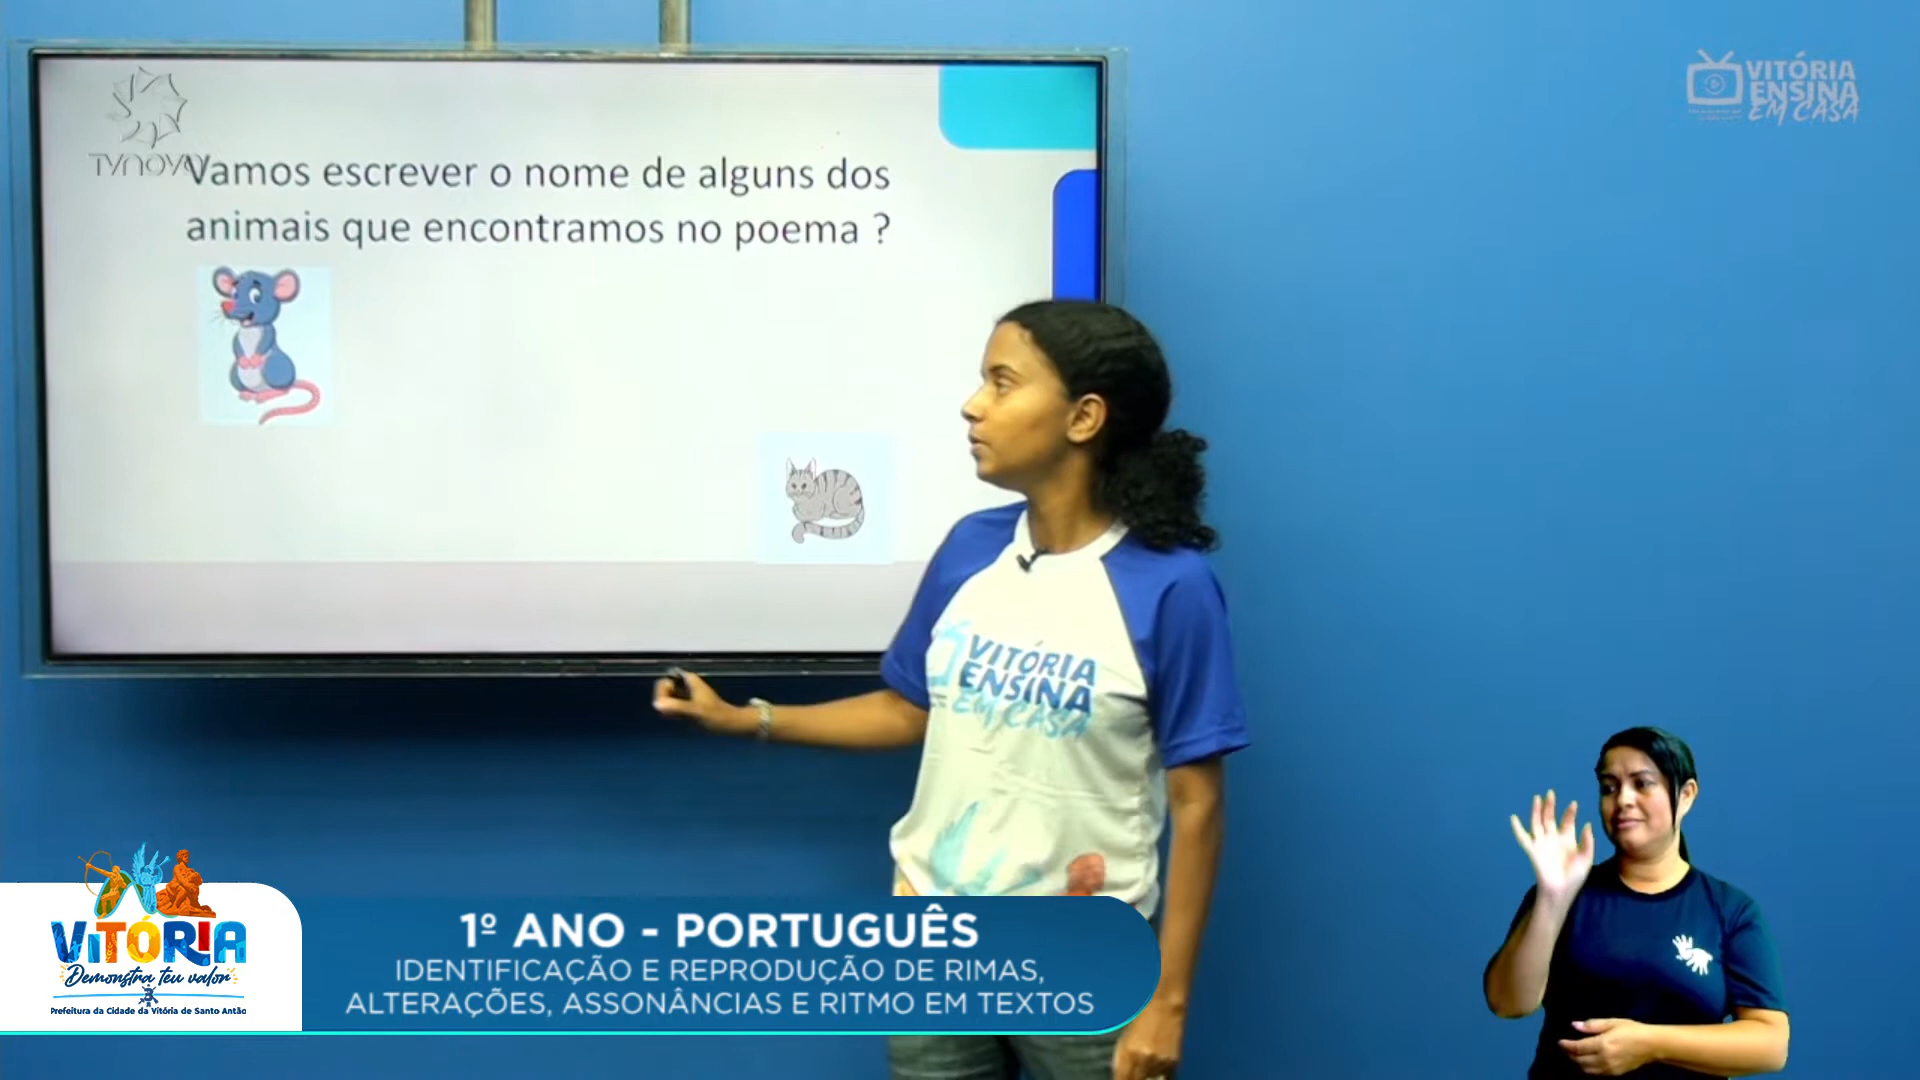 TVNOVA
Vamos escrever o nome de alguns dos
animais que encontramos no poema ?
VITÓRIA
ENSINA
EM CASA
VITÓRIA
ENSINA
EM CASA
VITÓRIA
Demonstra teu valor
Prefeitura da Cidade da Vitória de Santo Antão
1º ANO - PORTUGUÊS
IDENTIFICAÇÃO E REPRODUÇÃO DE RIMAS,
ALTERAÇÕES, ASSONÂNCIAS E RITMO EM TEXTOS